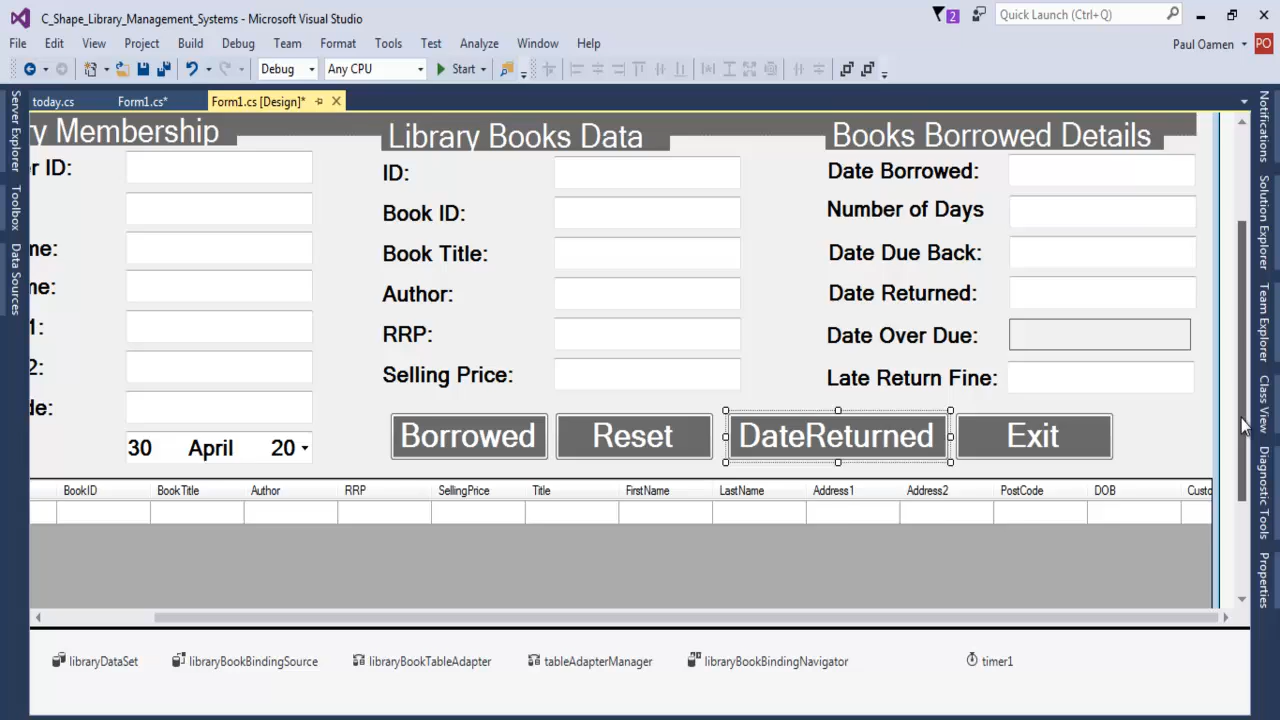 C_Shape_Library_Management_Systems - Microsoft Visual Studio
2
Quick Launch (Ctrl+Q)
File Edit View Project Build Debug Team Format Tools Test Analyze Window Help
Paul Oamen PO
Debug Any CPU Start
today.cs Form1.cs* Form1.cs [Design]*
Server Explorer
Toolbox
Data Sources
y Membership
r ID:
me:
me:
1:
2:
de:
30 April 20
Library Books Data
ID:
Book ID:
Book Title:
Author:
RRP:
Selling Price:
Books Borrowed Details
Date Borrowed:
Number of Days
Date Due Back:
Date Returned:
Date Over Due:
Late Return Fine:
Borrowed Reset DateReturned Exit
BookID BookTitle Author RRP SellingPrice Title FirstName LastName Address1 Address2 PostCode DOB Custo
libraryDataSet libraryBookBindingSource libraryBookTableAdapter tableAdapterManager libraryBookBindingNavigator timer1
Notifications
Solution Explorer
Team Explorer
Class View
Diagnostic Tools
Properties